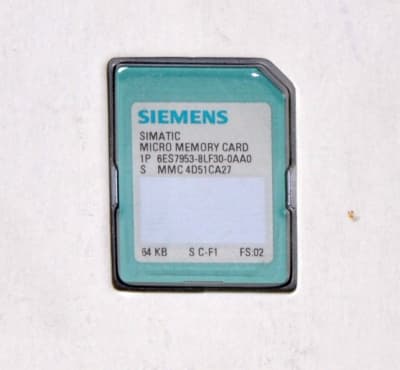 SIEMENS
SIMATIC
MICRO MEMORY CARD
1P 6ES7953-8LF30-0AA0
S MMC 4D51CA27
64 KB S C-F1 FS:02